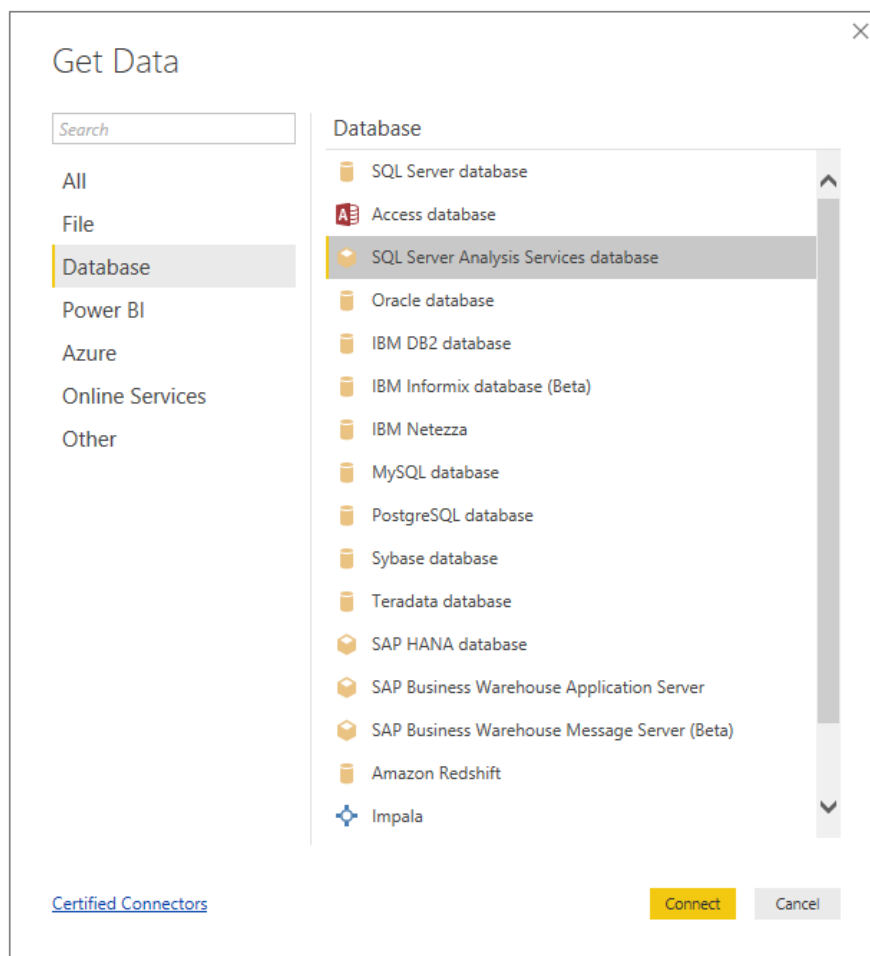 Get Data
Search
All
File
Database
Power BI
Azure
Online Services
Other
Database
SQL Server database
Access database
SQL Server Analysis Services database
Oracle database
IBM DB2 database
IBM Informix database (Beta)
IBM Netezza
MySQL database
PostgreSQL database
Sybase database
Teradata database
SAP HANA database
SAP Business Warehouse Application Server
SAP Business Warehouse Message Server (Beta)
Amazon Redshift
Impala
Certified Connectors
Connect
Cancel